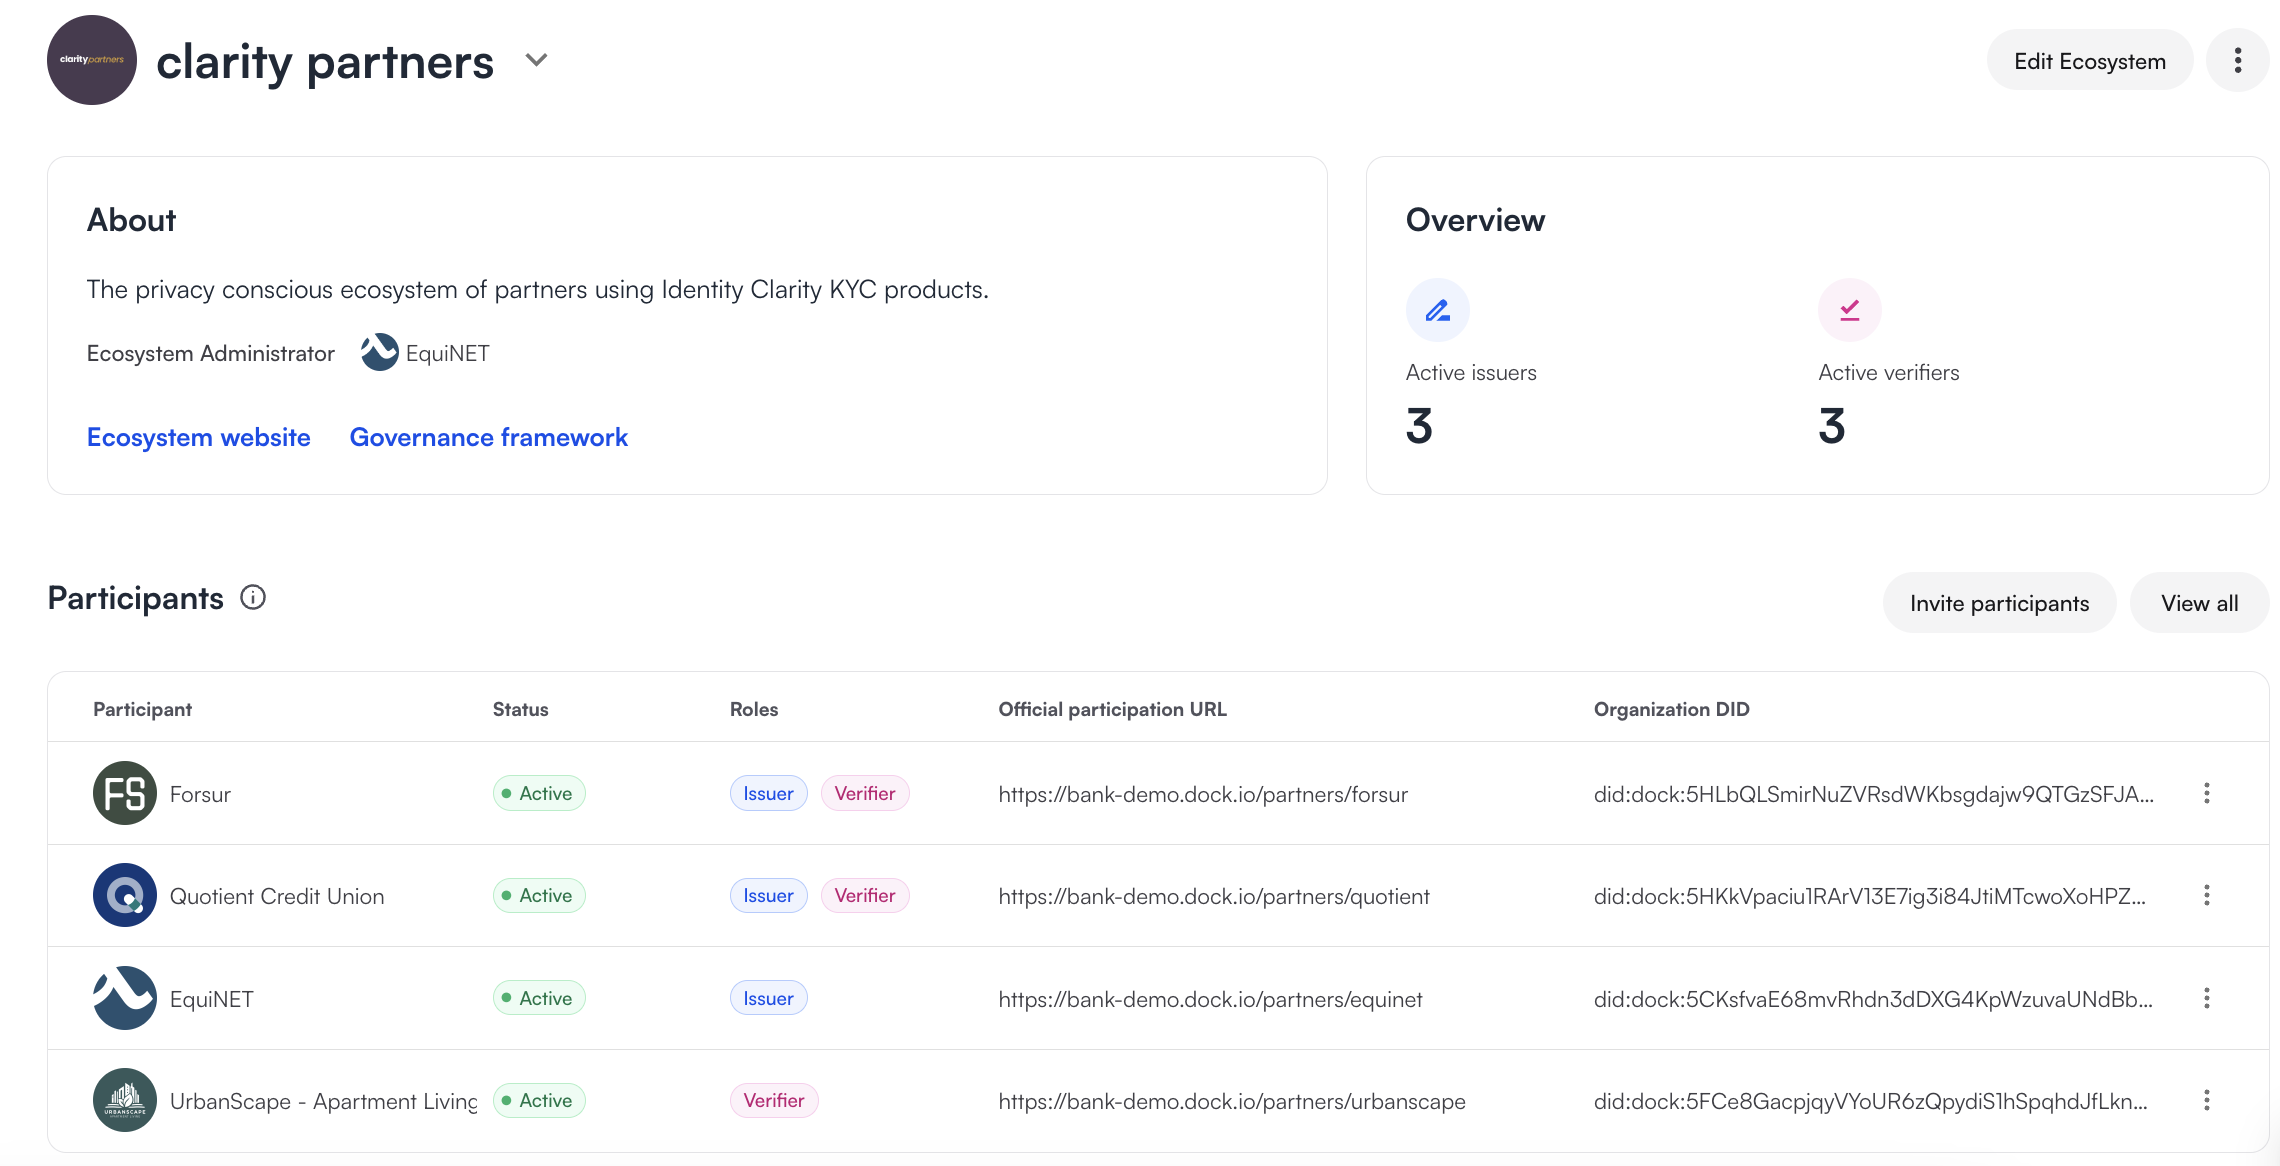 claritypartners
clarity partners
Edit Ecosystem
About
The privacy conscious ecosystem of partners using Identity Clarity KYC products.
Ecosystem Administrator EquiNET
Ecosystem website Governance framework
Overview
Active issuers Active verifiers
3 3
Participants
Invite participants View all
Participant Status Roles Official participation URL Organization DID
FS Forsur Active Issuer Verifier https://bank-demo.dock.io/partners/forsur did:dock:5HLbQLSmirNuZVRsdWKbsgdajw9QTGzSFJA...
Quotient Credit Union Active Issuer Verifier https://bank-demo.dock.io/partners/quotient did:dock:5HKkVpaciu1RArV13E7ig3i84JtiMTcwoXoHPZ...
EquiNET Active Issuer https://bank-demo.dock.io/partners/equinet did:dock:5CKsfvaE68mvRhdn3dDXG4KpWzuvaUNdBb...
URBANSCAPE UrbanScape - Apartment Living Active Verifier https://bank-demo.dock.io/partners/urbanscape did:dock:5FCe8GacpjqyVYoUR6zQpydiS1hSpqhdJfLkn...